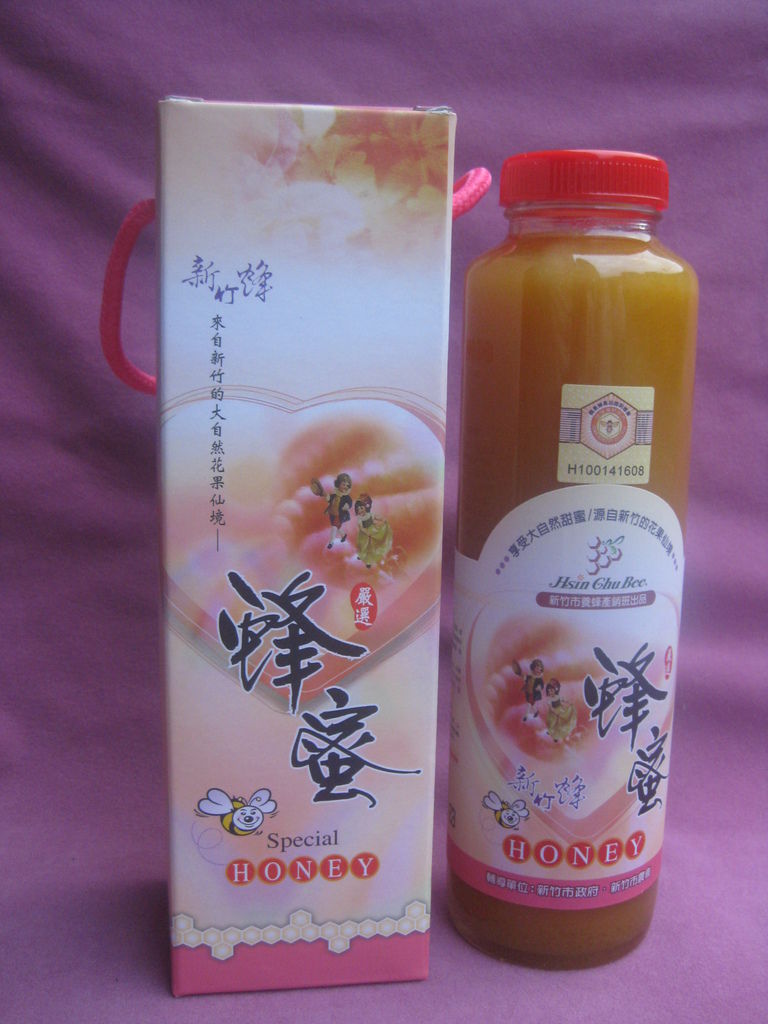 新竹蜂
來自新竹的大自然花果仙境
嚴選
蜂蜜
Special
HONEY
H100141608
享受大自然甜蜜/源自新竹的花果仙境
Hsin Chu Bee
新竹市養蜂產銷班出品
蜂蜜
新竹蜂
HONEY
輔導單位:新竹市政府·新竹市農會